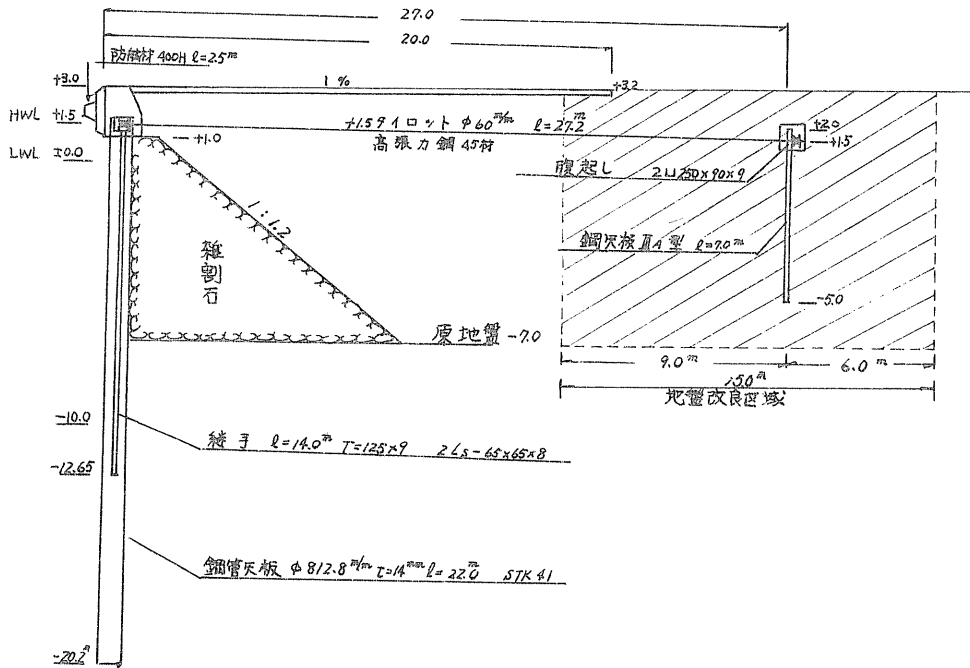 27.0
20.0
防舷材 400H l=2.5m
+3.0
1 %
+3.2
HWL +1.5
+1.5タイロット φ60m/m l=27.2m
高張力鋼 45材
+2.0
+1.5
+1.0
LWL ±0.0
腹起し 2⊔250×90×9
1:1.2
雑割石
鋼矢板ⅢA型 l=7.0m
-5.0
原地盤 -7.0
9.0m
6.0m
15.0m
地盤改良区域
-10.0
継手 l=14.0m T=125×9 2Ls-65×65×8
-12.65
鋼管矢板 φ812.8m/m t=14mm l=22.0m STK41
-20.2m